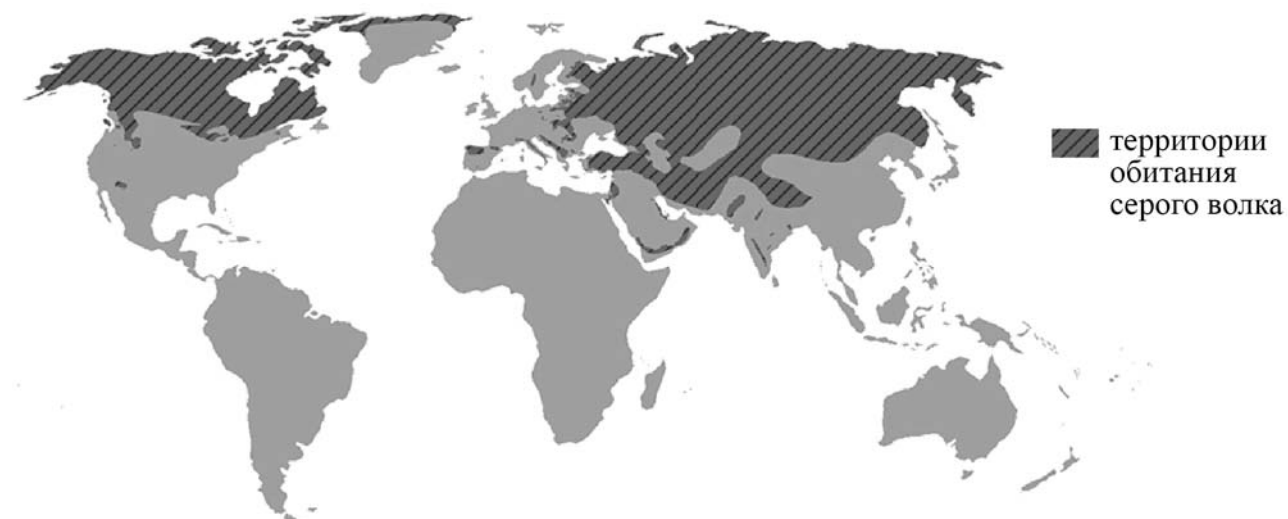 территории
обитания
серого волка